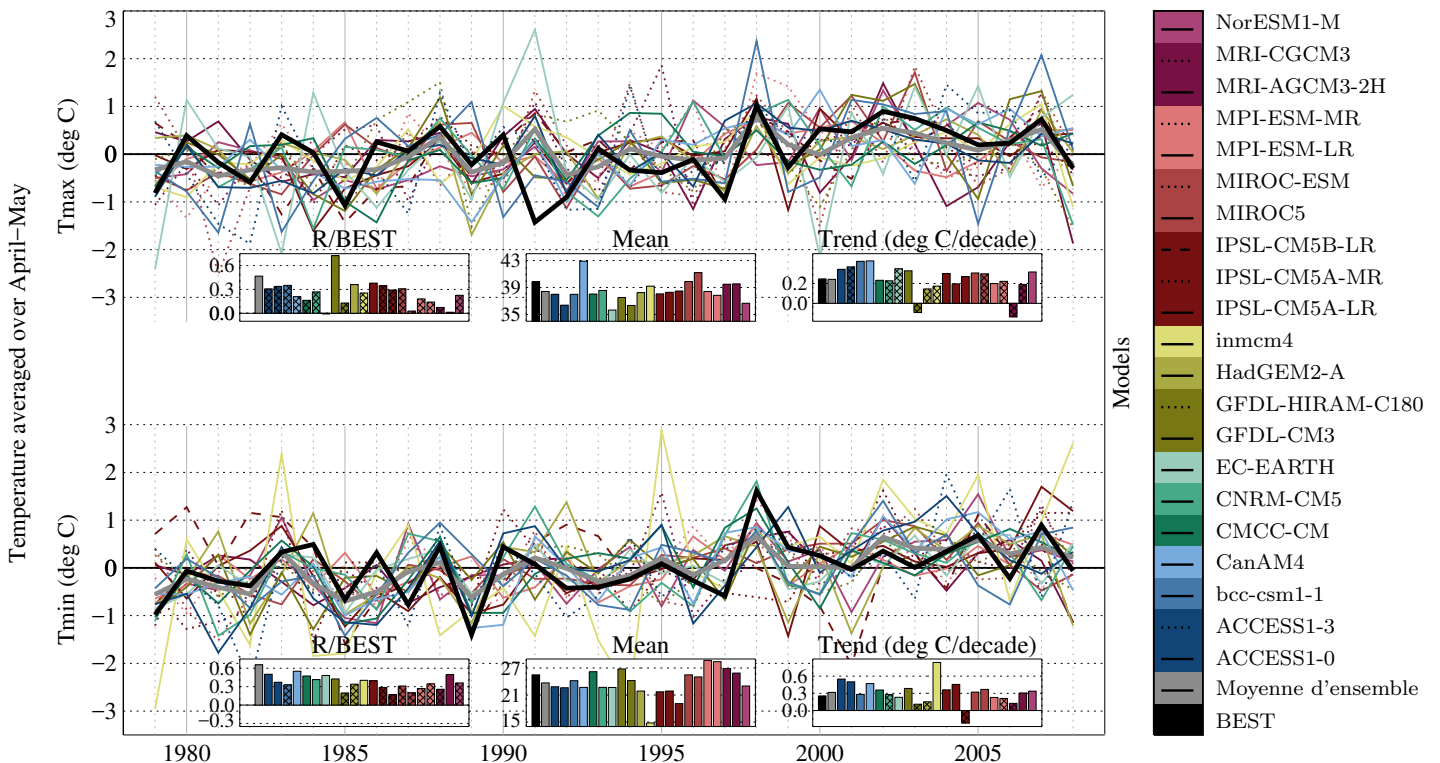 Temperature averaged over April−May
Tmax (deg C)
3
2
1
0
−1
−2
−3
R/BEST
0.6
0.3
0.0
Mean
43
39
35
Trend (deg C/decade)
0.2
0.0
Tmin (deg C)
3
2
1
0
−1
−2
−3
R/BEST
0.6
0.3
0.0
−0.3
Mean
27
21
15
Trend (deg C/decade)
0.6
0.3
0.0
1980 1985 1990 1995 2000 2005
Models
NorESM1-M
MRI-CGCM3
MRI-AGCM3-2H
MPI-ESM-MR
MPI-ESM-LR
MIROC-ESM
MIROC5
IPSL-CM5B-LR
IPSL-CM5A-MR
IPSL-CM5A-LR
inmcm4
HadGEM2-A
GFDL-HIRAM-C180
GFDL-CM3
EC-EARTH
CNRM-CM5
CMCC-CM
CanAM4
bcc-csm1-1
ACCESS1-3
ACCESS1-0
Moyenne d'ensemble
BEST